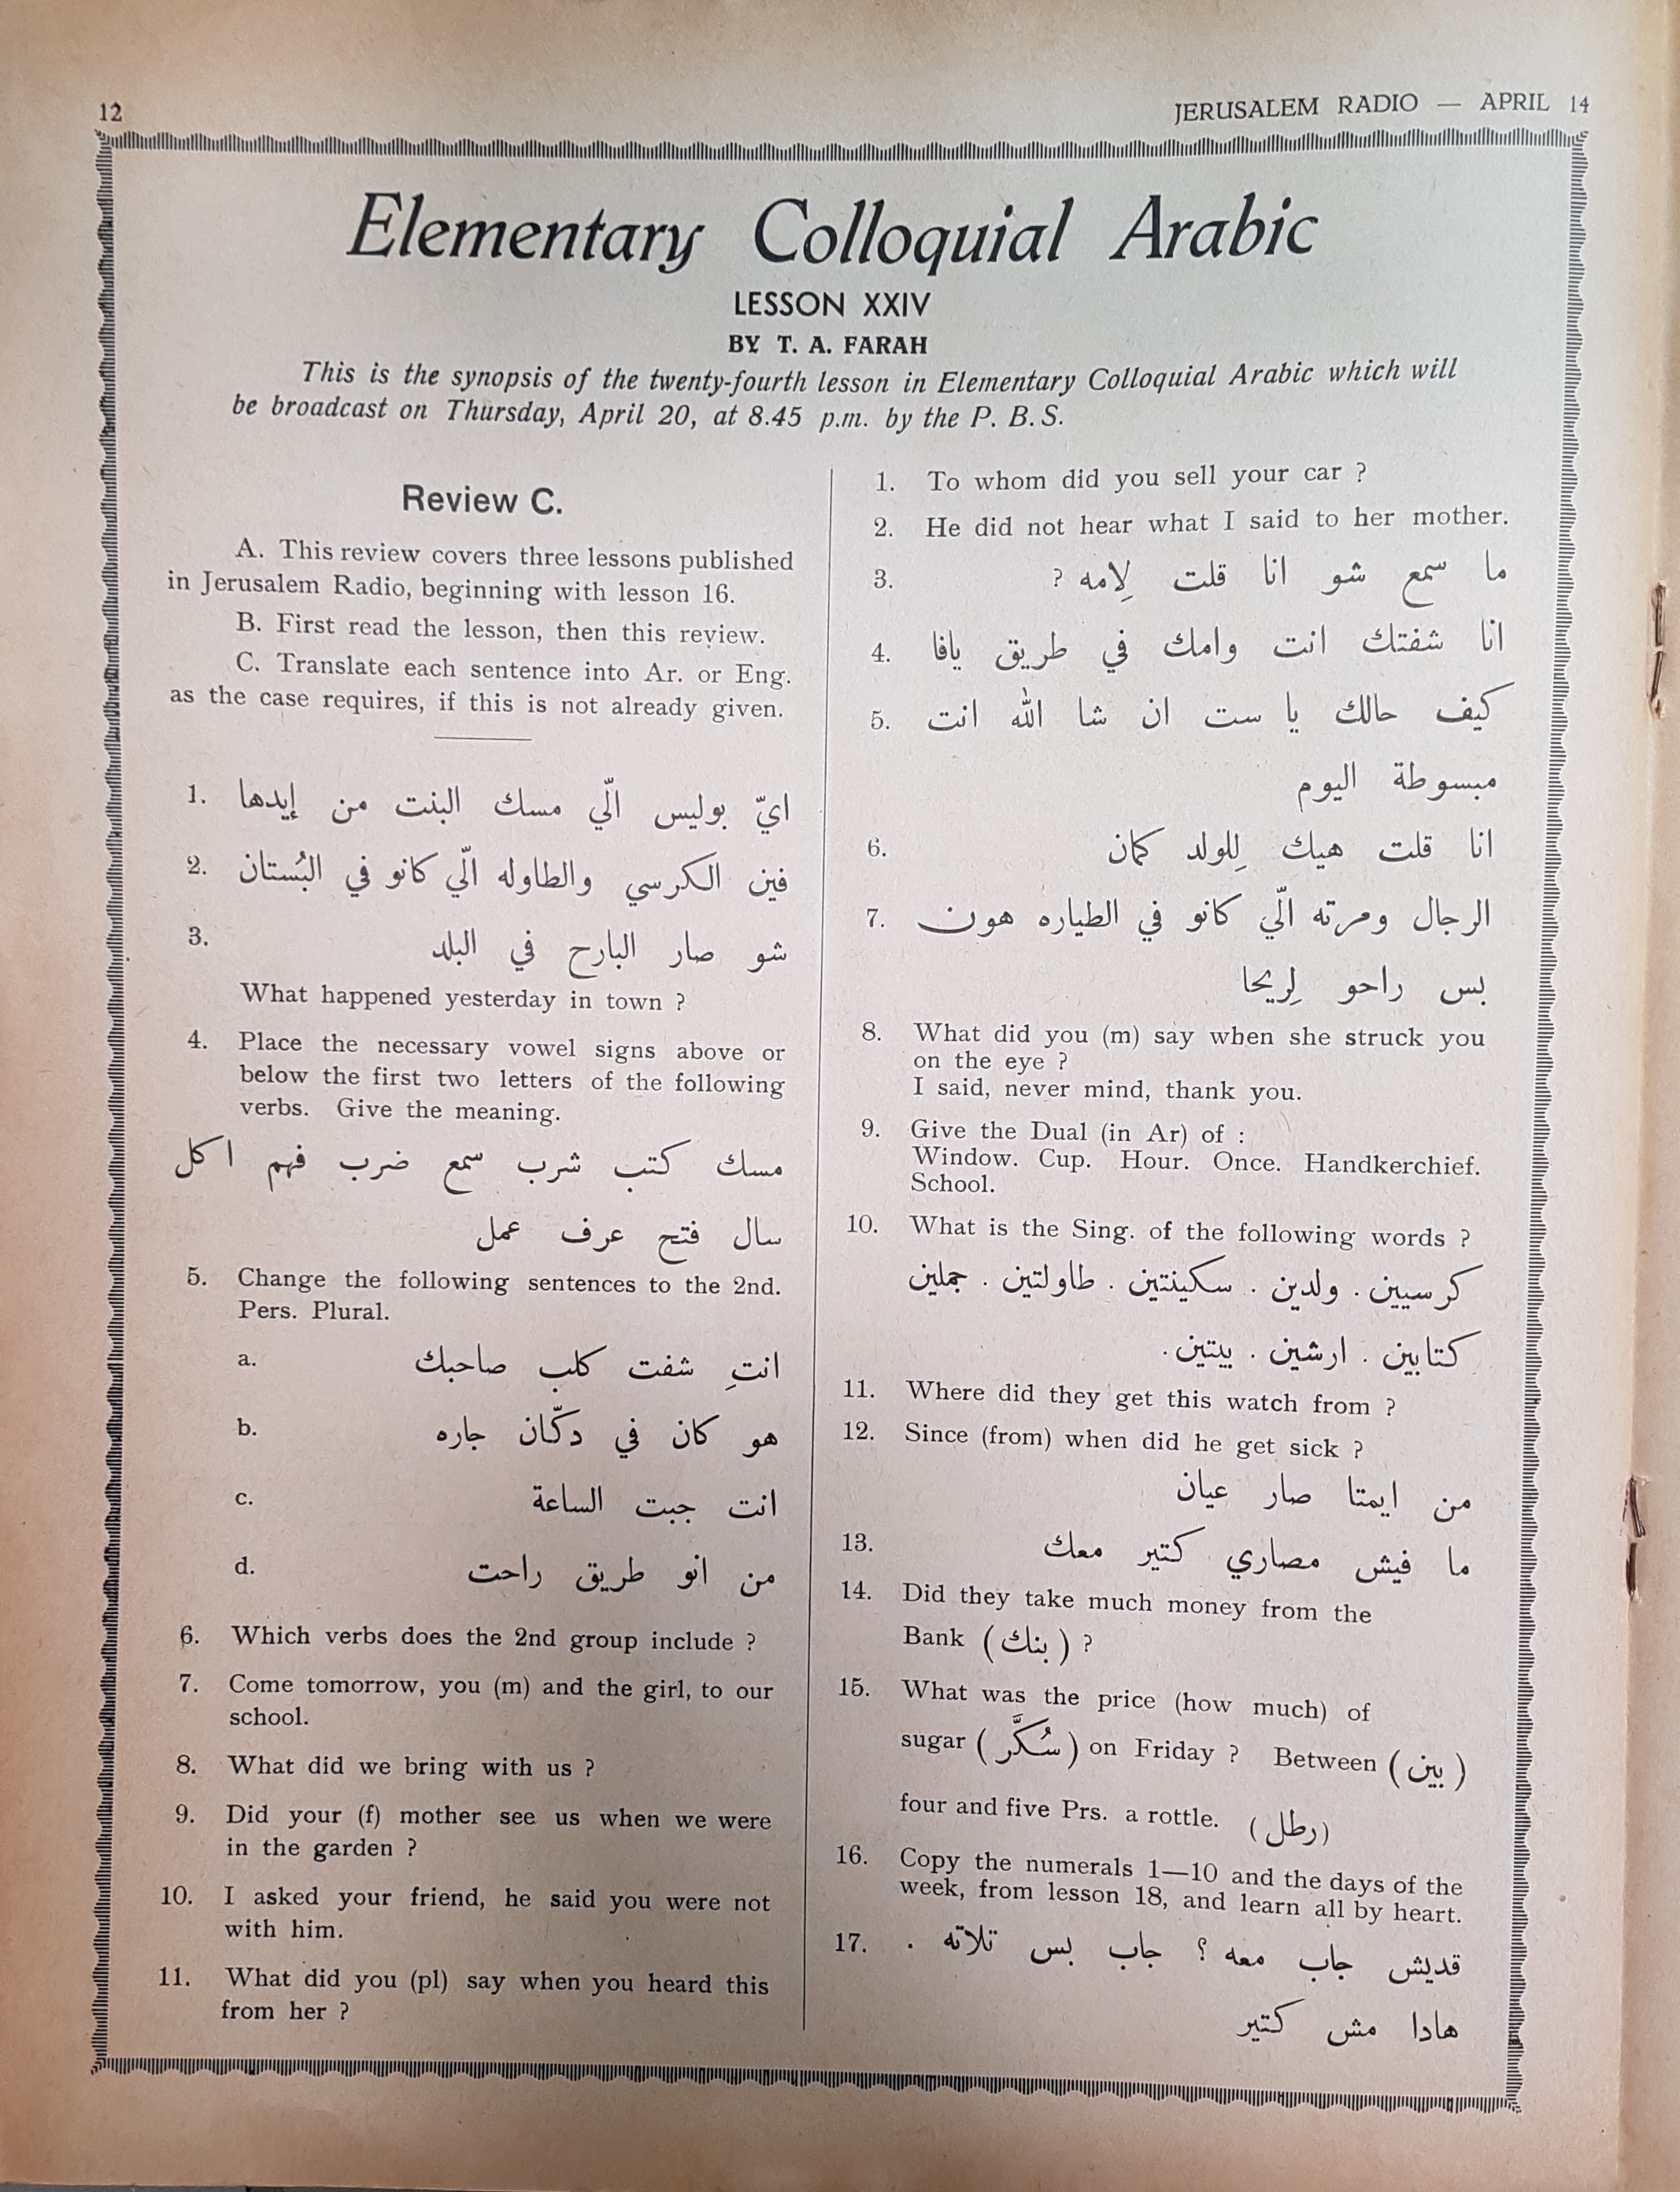 12
JERUSALEM RADIO — APRIL 14
Elementary Colloquial Arabic
LESSON XXIV
BY T. A. FARAH
This is the synopsis of the twenty-fourth lesson in Elementary Colloquial Arabic which will
be broadcast on Thursday, April 20, at 8.45 p.m. by the P. B. S.
Review C.
A. This review covers three lessons published
in Jerusalem Radio, beginning with lesson 16.
B. First read the lesson, then this review.
C. Translate each sentence into Ar. or Eng.
as the case requires, if this is not already given.
1. ايّ بوليس الّي مسك البنت من إيدها
2. فين الكرسي والطاوله الّي كانو في البُستان
3. شو صار البارح في البلد
What happened yesterday in town ?
4. Place the necessary vowel signs above or
below the first two letters of the following
verbs. Give the meaning.
مسك كتب شرب سمع ضرب فهم اكل
سال فتح عرف عمل
5. Change the following sentences to the 2nd.
Pers. Plural.
a. انتِ شفت كلب صاحبك
b. هو كان في دكّان جاره
c. انت جبت الساعة
d. من انو طريق راحت
6. Which verbs does the 2nd group include ?
7. Come tomorrow, you (m) and the girl, to our
school.
8. What did we bring with us ?
9. Did your (f) mother see us when we were
in the garden ?
10. I asked your friend, he said you were not
with him.
11. What did you (pl) say when you heard this
from her ?
1. To whom did you sell your car ?
2. He did not hear what I said to her mother.
3. ما سمع شو انا قلت لِامه ?
4. انا شفتك انت وامك في طريق يافا
5. كيف حالك يا ست ان شا الله انت
مبسوطة اليوم
6. انا قلت هيك لِلولد كمان
7. الرجال ومرته الّي كانو في الطياره هون
بس راحو لِريحا
8. What did you (m) say when she struck you
on the eye ?
I said, never mind, thank you.
9. Give the Dual (in Ar) of :
Window. Cup. Hour. Once. Handkerchief.
School.
10. What is the Sing. of the following words ?
كرسيين . ولدين . سكينتين . طاولتين . جملين
كتابين . ارشين . بيتين .
11. Where did they get this watch from ?
12. Since (from) when did he get sick ?
من ايمتا صار عيان
13. ما فيش مصاري كتير معك
14. Did they take much money from the
Bank ( بنك ) ?
15. What was the price (how much) of
sugar ( سُكَّر ) on Friday ? Between ( بين )
four and five Prs. a rottle. ( رطل )
16. Copy the numerals 1—10 and the days of the
week, from lesson 18, and learn all by heart.
17. قديش جاب معه ؟ جاب بس تلاته .
هادا مش كتير